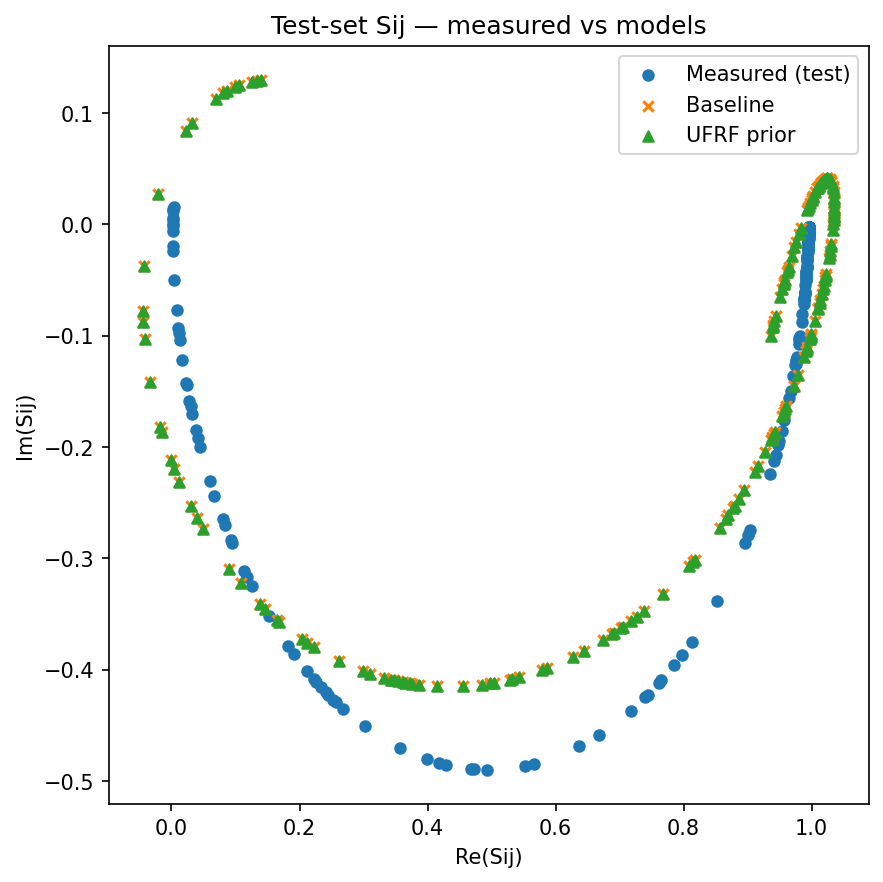 Test-set Sij — measured vs models
Measured (test)
Baseline
UFRF prior
0.1
0.0
−0.1
−0.2
−0.3
−0.4
−0.5
Im(Sij)
0.0 0.2 0.4 0.6 0.8 1.0
Re(Sij)